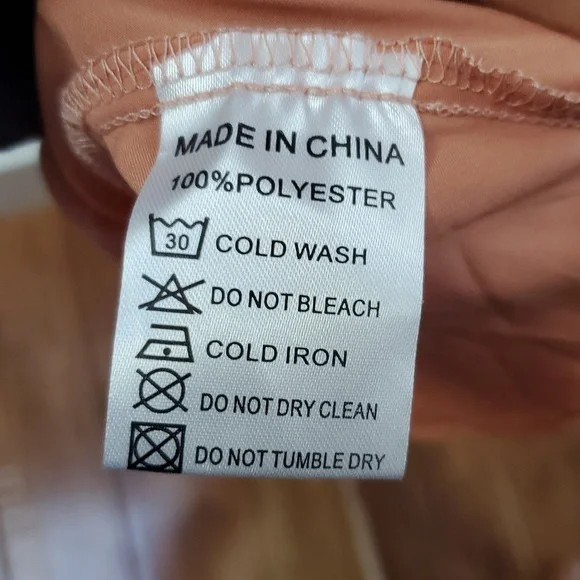 MADE IN CHINA
100%POLYESTER
30 COLD WASH
DO NOT BLEACH
COLD IRON
DO NOT DRY CLEAN
DO NOT TUMBLE DRY